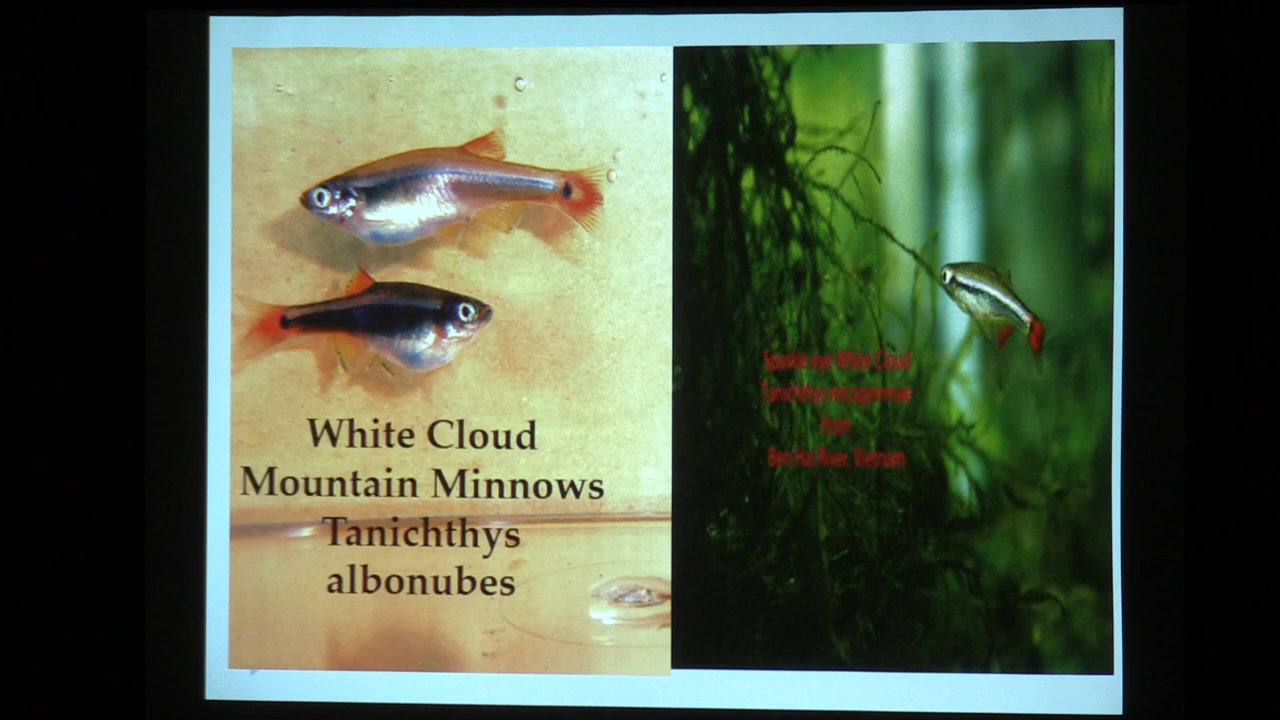 White Cloud
Mountain Minnows
Tanichthys
albonubes
Sparkle eye White Cloud
Tanichthys micagemmae
from
Ben Hai River, Vietnam